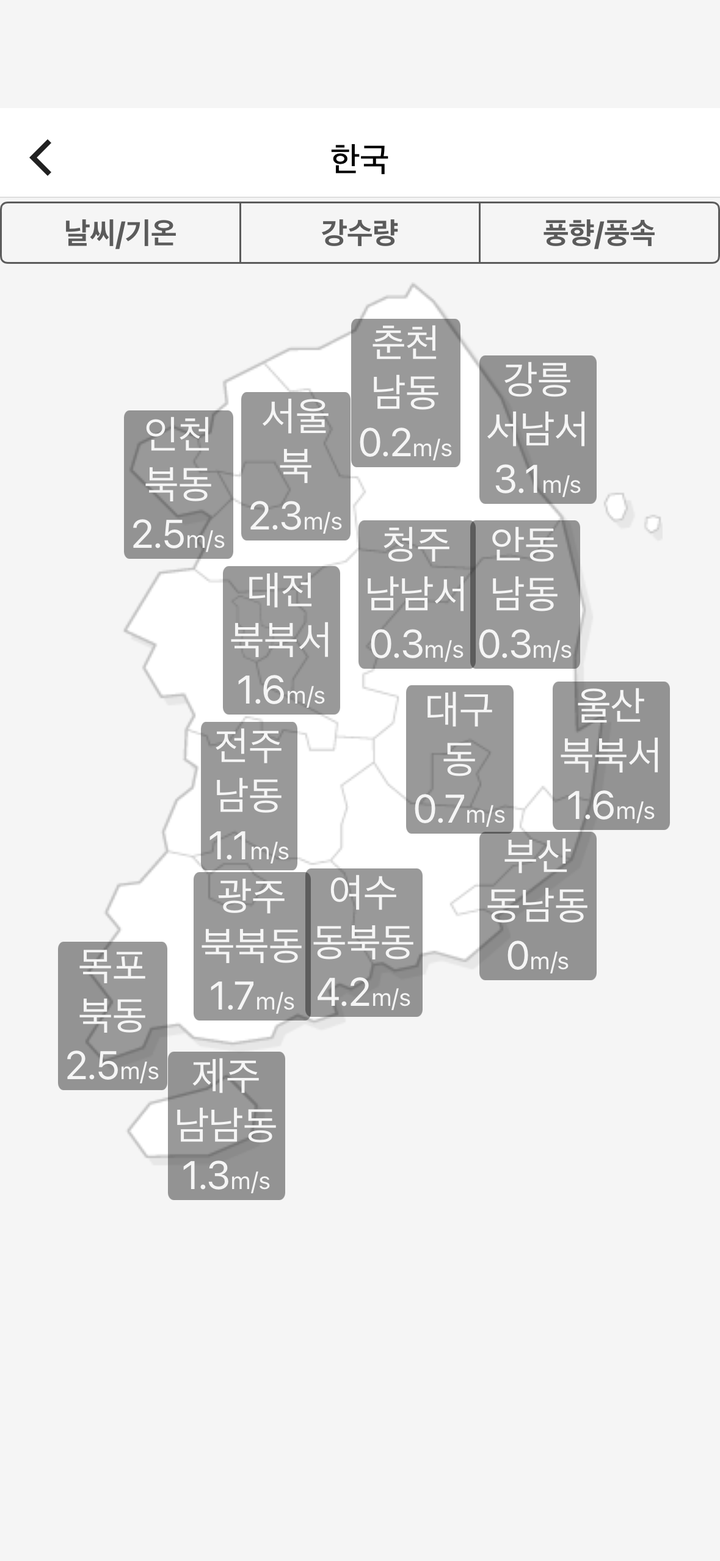 한국
날씨/기온
강수량
풍향/풍속
춘천
남동
0.2m/s
강릉
서남서
3.1m/s
서울
북
2.3m/s
인천
북동
2.5m/s
청주
남남서
0.3m/s
안동
남동
0.3m/s
대전
북북서
1.6m/s
대구
동
0.7m/s
울산
북북서
1.6m/s
전주
남동
1.1m/s
부산
동남동
0m/s
광주
북북동
1.7m/s
여수
동북동
4.2m/s
목포
북동
2.5m/s
제주
남남동
1.3m/s